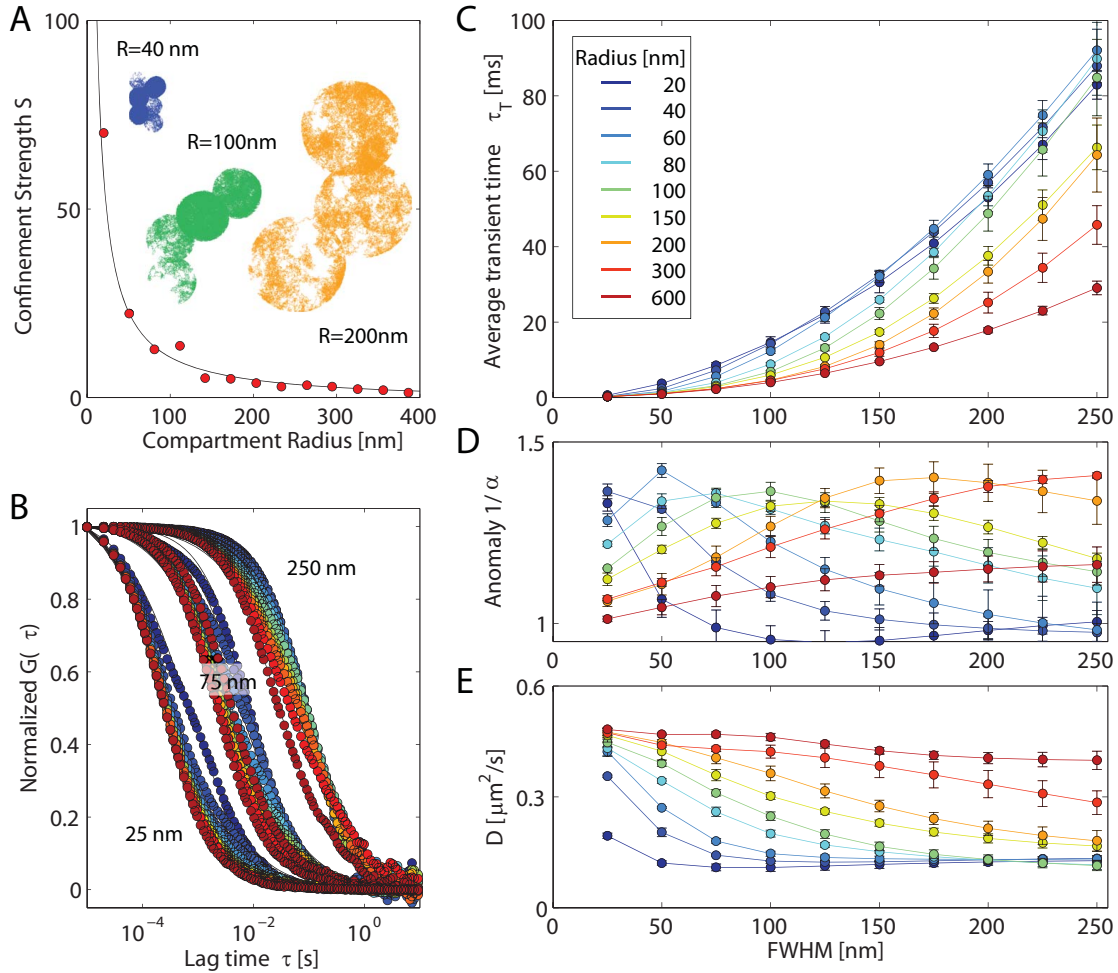 A
100
50
0
Confinement Strength S
R=40 nm
R=100nm
R=200nm
0
100
200
300
400
Compartment Radius [nm]
B
1
0.8
0.6
0.4
0.2
0
Normalized G( τ)
250 nm
75 nm
25 nm
10⁻⁴
10⁻²
10⁰
Lag time τ [s]
C
100
80
60
40
20
0
Average transient time τ_T [ms]
Radius [nm]
20
40
60
80
100
150
200
300
600
0
50
100
150
200
250
D
1.5
1
Anomaly 1/ α
0
50
100
150
200
250
E
0.6
0.3
0
D [μm²/s]
0
50
100
150
200
250
FWHM [nm]